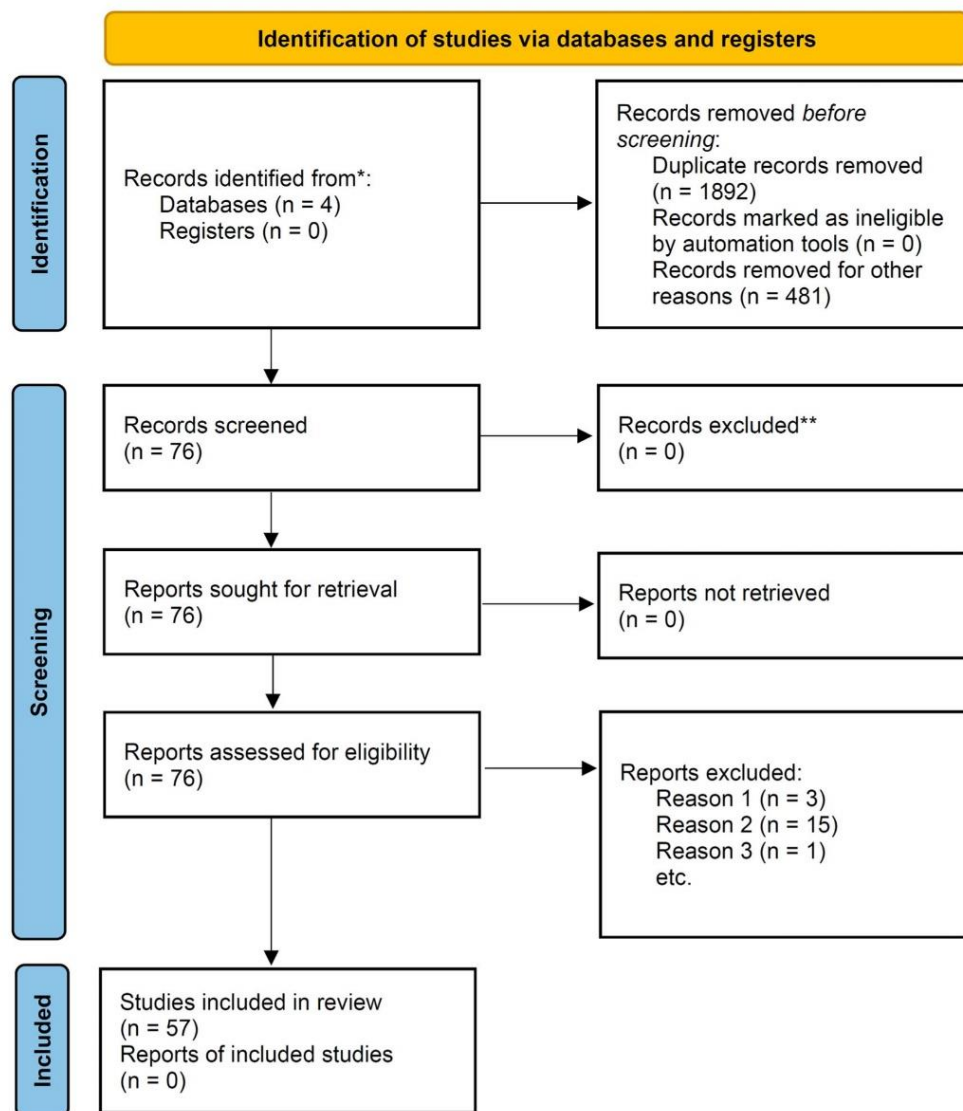 Identification of studies via databases and registers
Identification
Records identified from*:
Databases (n = 4)
Registers (n = 0)
Records removed before
screening:
Duplicate records removed
(n = 1892)
Records marked as ineligible
by automation tools (n = 0)
Records removed for other
reasons (n = 481)
Screening
Records screened
(n = 76)
Records excluded**
(n = 0)
Reports sought for retrieval
(n = 76)
Reports not retrieved
(n = 0)
Reports assessed for eligibility
(n = 76)
Reports excluded:
Reason 1 (n = 3)
Reason 2 (n = 15)
Reason 3 (n = 1)
etc.
Included
Studies included in review
(n = 57)
Reports of included studies
(n = 0)